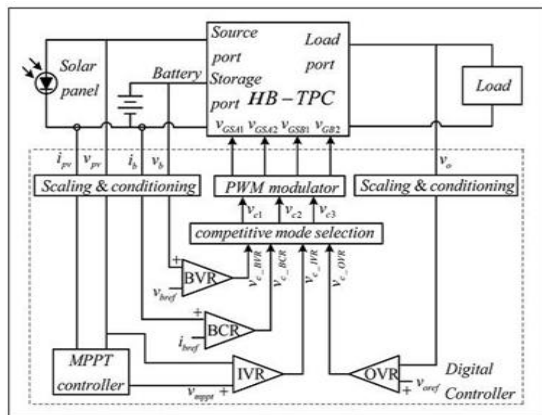 Source
port
Load
port
Solar
panel
Battery
Storage
port
HB-TPC
Load
v_GSA1 v_GSA2 v_GSB1 v_GB2
i_pv v_pv i_b v_b
v_o
Scaling & conditioning
PWM modulator
Scaling & conditioning
v_c1 v_c2 v_c3
competitive mode selection
v_c_BVR
v_c_BCR
v_c_IVR
v_c_OVR
+
BVR
v_bref
+
BCR
i_bref
MPPT
controller
IVR
v_mppt +
OVR
+ v_oref
Digital
Controller